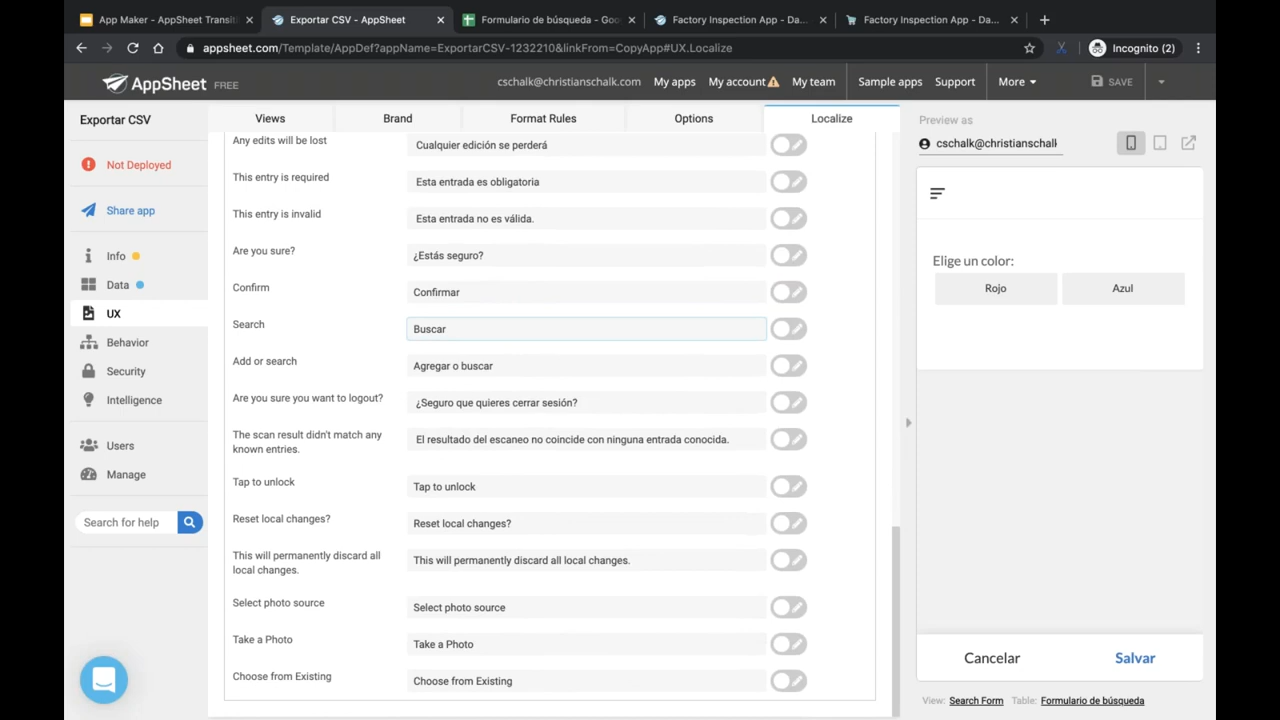 App Maker - AppSheet Transiti
Exportar CSV - AppSheet
Formulario de búsqueda - Goo
Factory Inspection App - Da...
Factory Inspection App - Da...
appsheet.com/Template/AppDef?appName=ExportarCSV-1232210&linkFrom=CopyApp#UX.Localize
Incognito (2)
AppSheet FREE
cschalk@christianschalk.com
My apps
My account
My team
Sample apps
Support
More
SAVE
Exportar CSV
Not Deployed
Share app
Info
Data
UX
Behavior
Security
Intelligence
Users
Manage
Search for help
Views
Brand
Format Rules
Options
Localize
Any edits will be lost
Cualquier edición se perderá
This entry is required
Esta entrada es obligatoria
This entry is invalid
Esta entrada no es válida.
Are you sure?
¿Estás seguro?
Confirm
Confirmar
Search
Buscar
Add or search
Agregar o buscar
Are you sure you want to logout?
¿Seguro que quieres cerrar sesión?
The scan result didn't match any
known entries.
El resultado del escaneo no coincide con ninguna entrada conocida.
Tap to unlock
Tap to unlock
Reset local changes?
Reset local changes?
This will permanently discard all
local changes.
This will permanently discard all local changes.
Select photo source
Select photo source
Take a Photo
Take a Photo
Choose from Existing
Choose from Existing
Preview as
cschalk@christianschalk
Elige un color:
Rojo
Azul
Cancelar
Salvar
View: Search Form Table: Formulario de búsqueda